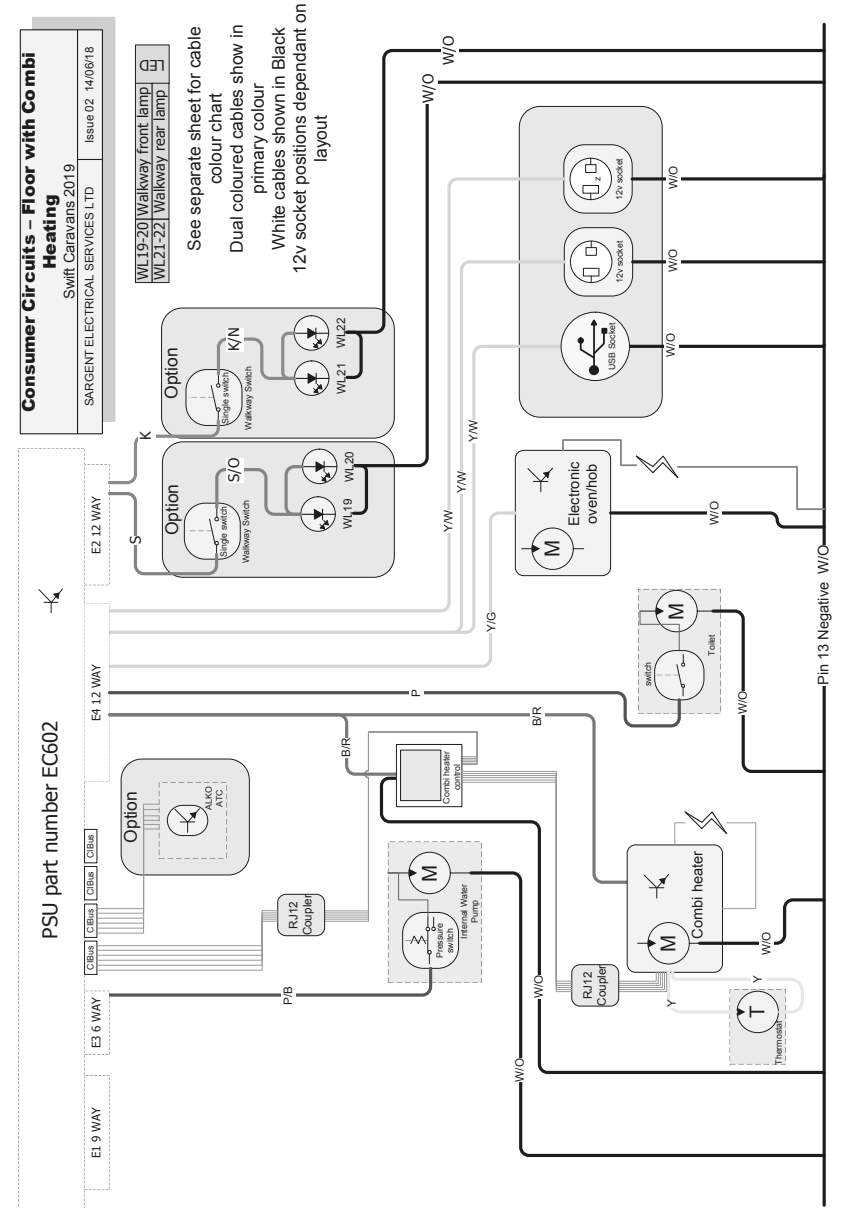 Consumer Circuits – Floor with Combi
Heating
Swift Caravans 2019
SARGENT ELECTRICAL SERVICES LTD
Issue 02 14/06/18
WL19-20
Walkway front lamp
LED
WL21-22
Walkway rear lamp
See separate sheet for cable
colour chart
Dual coloured cables show in
primary colour
White cables shown in Black
12v socket positions dependant on
layout
PSU part number EC602
E1 9 WAY
E3 6 WAY
CIBus
CIBus
CIBus
CIBus
E4 12 WAY
E2 12 WAY
Option
ALKO
ATC
Option
Single switch
Walkway Switch
S
S/O
WL19
WL20
Option
Single switch
Walkway Switch
K
K/N
WL21
WL22
W/O
W/O
P/B
RJ12
Coupler
Pressure
switch
M
Internal Water
Pump
W/O
B/R
Combi heater
control
W/O
B/R
P
Y/G
Y/W
Y/W
Y/W
RJ12
Coupler
M
Combi heater
W/O
Y
Y
T
Thermostat
switch
M
Toilet
W/O
M
Electronic
oven/hob
W/O
USB Socket
W/O
12v socket
W/O
z
12v socket
W/O
Pin 13 Negative W/O